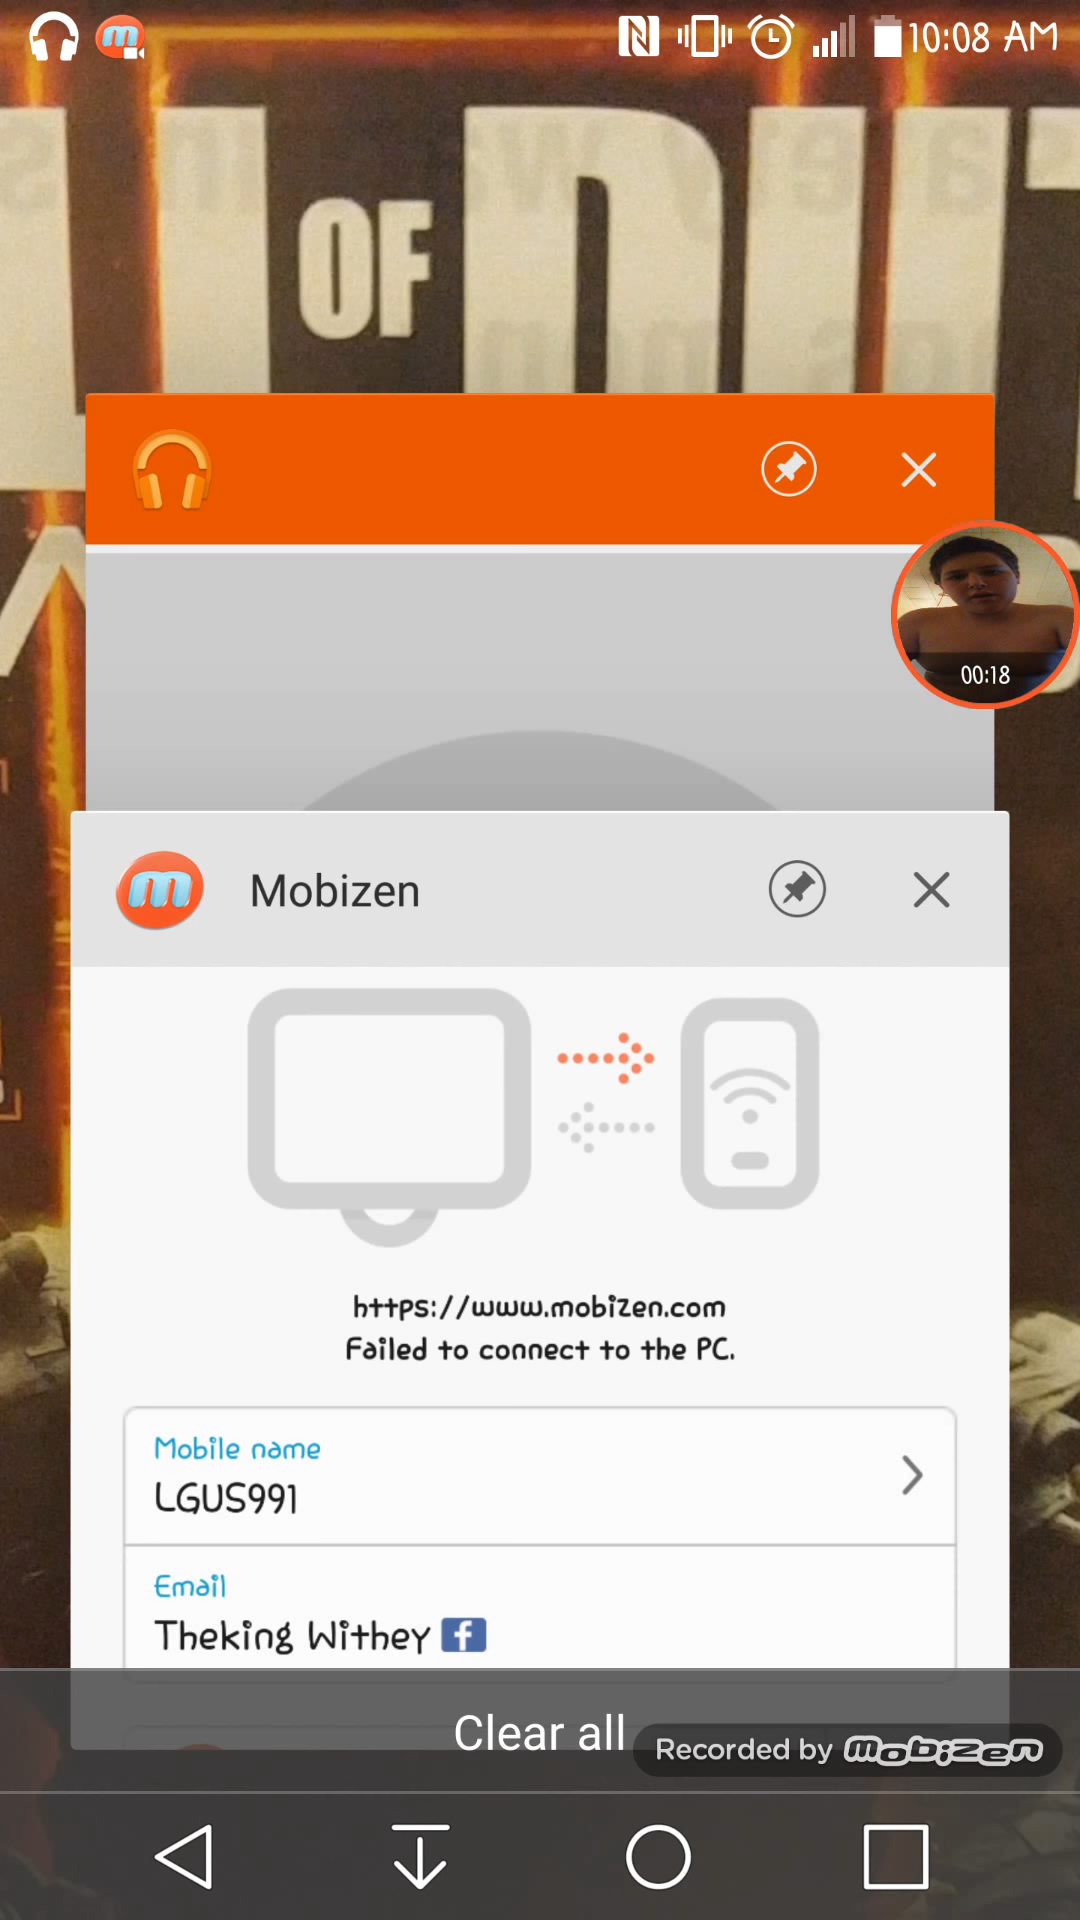 10:08 AM
OF DUT
00:18
Mobizen
https://www.mobizen.com
Failed to connect to the PC.
Mobile name
LGUS991
Email
Theking Withey
Clear all
Recorded by Mobizen